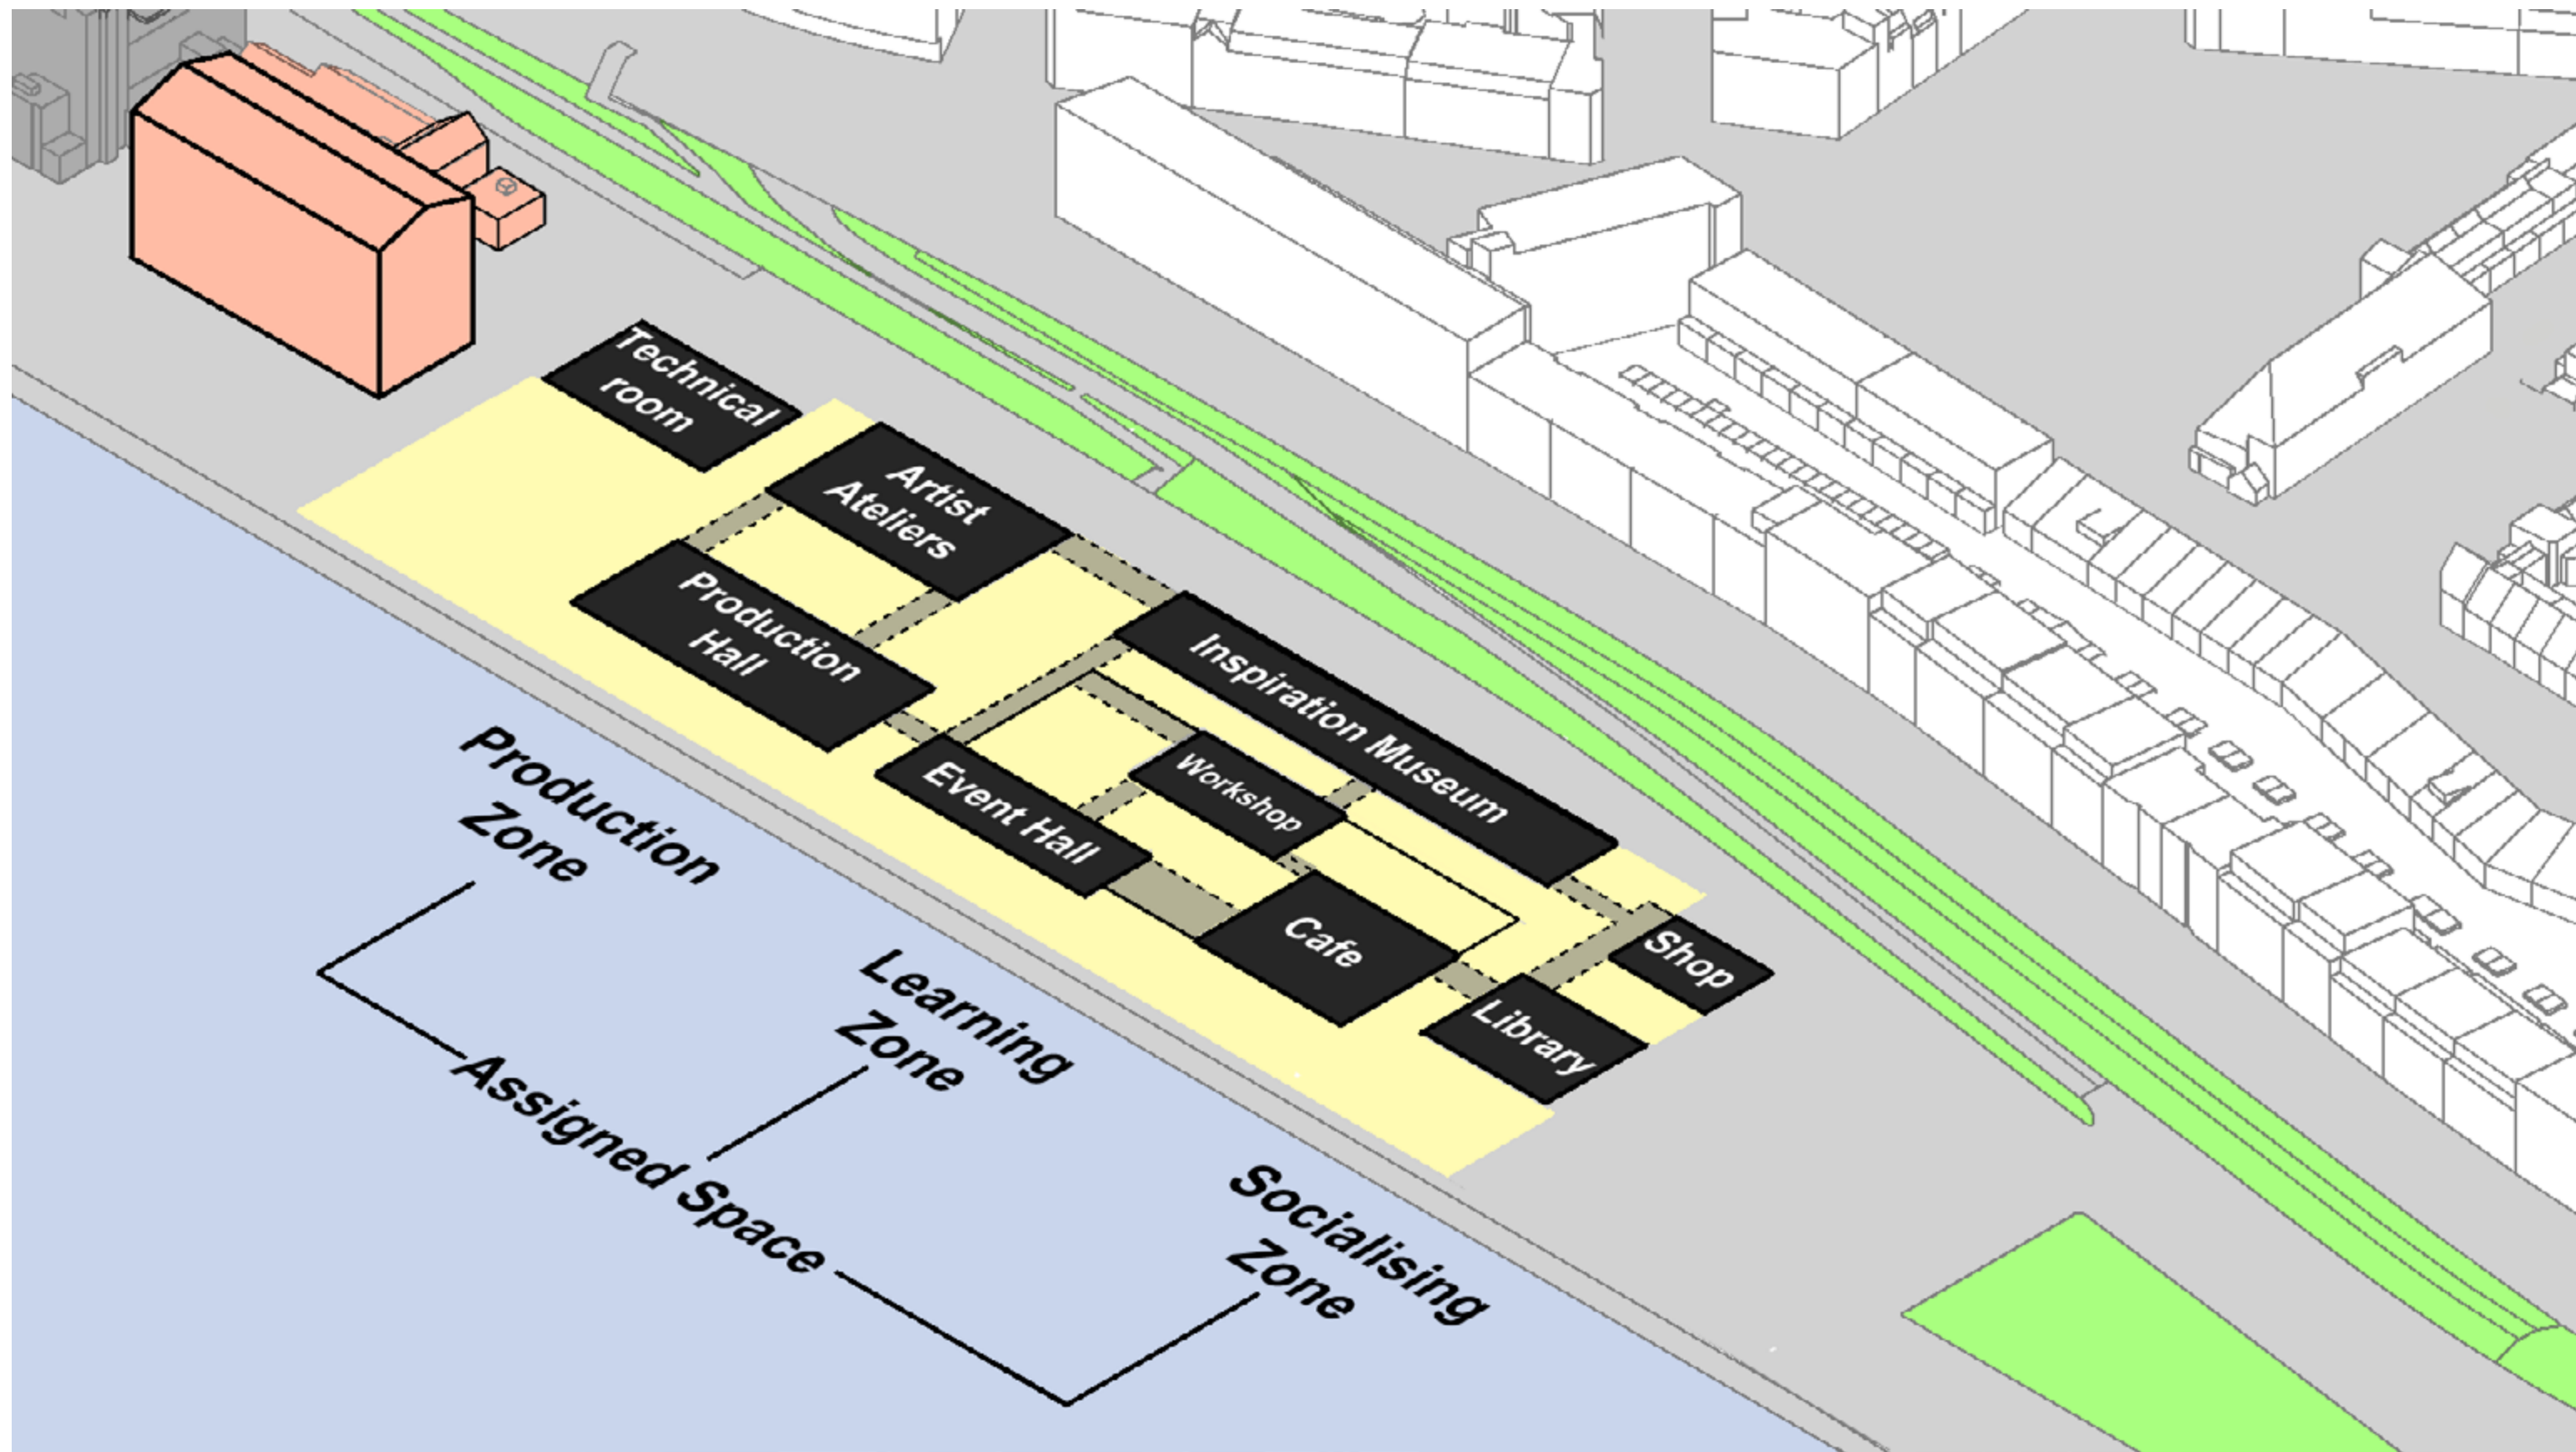 Technical
room
Artist
Ateliers
Production
Hall
Inspiration Museum
Workshop
Event Hall
Cafe
Shop
Library
Production
Zone
Learning
Zone
Assigned Space
Socialising
Zone